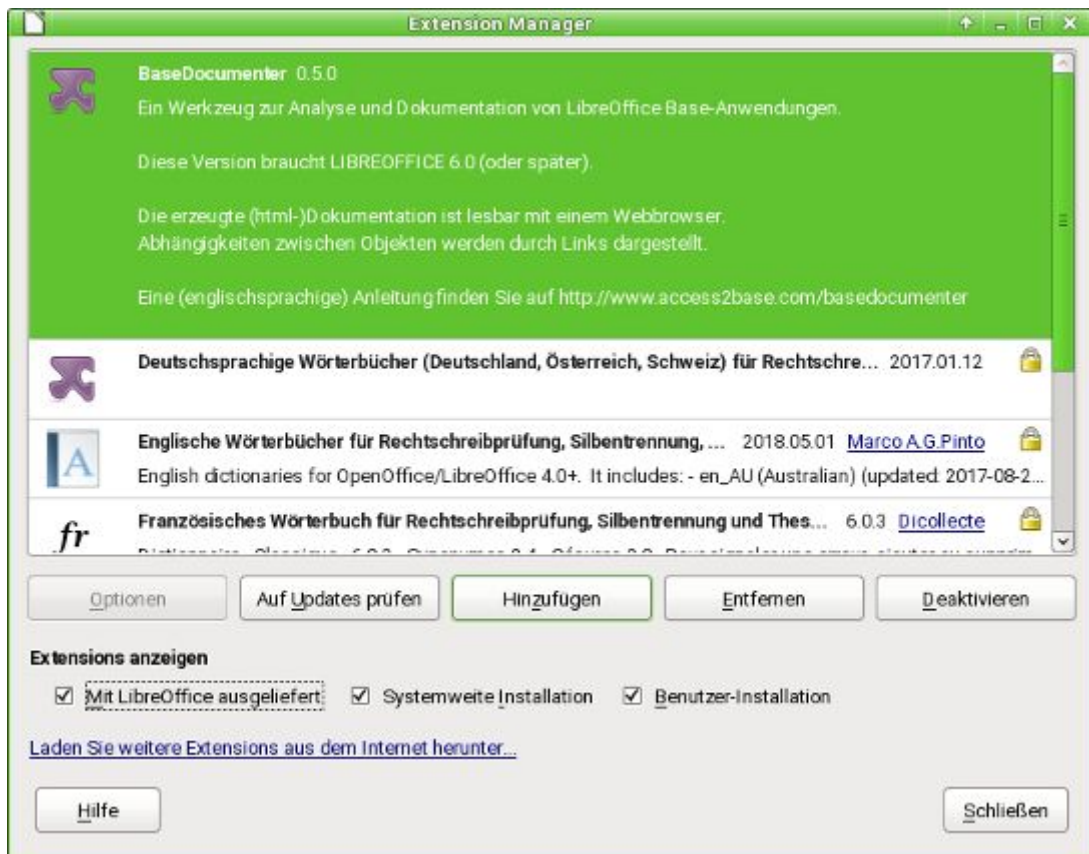 Extension Manager
BaseDocumenter 0.5.0
Ein Werkzeug zur Analyse und Dokumentation von LibreOffice Base-Anwendungen.
Diese Version braucht LIBREOFFICE 6.0 (oder später).
Die erzeugte (html-)Dokumentation ist lesbar mit einem Webbrowser.
Abhängigkeiten zwischen Objekten werden durch Links dargestellt.
Eine (englischsprachige) Anleitung finden Sie auf http://www.access2base.com/basedocumenter
Deutschsprachige Wörterbücher (Deutschland, Österreich, Schweiz) für Rechtschre... 2017.01.12
A
Englische Wörterbücher für Rechtschreibprüfung, Silbentrennung, ... 2018.05.01 Marco A.G.Pinto
English dictionaries for OpenOffice/LibreOffice 4.0+. It includes: - en_AU (Australian) (updated: 2017-08-2...
fr
Französisches Wörterbuch für Rechtschreibprüfung, Silbentrennung und Thes... 6.0.3 Dicollecte
Optionen Auf Updates prüfen Hinzufügen Entfernen Deaktivieren
Extensions anzeigen
Mit LibreOffice ausgeliefert Systemweite Installation Benutzer-Installation
Laden Sie weitere Extensions aus dem Internet herunter...
Hilfe Schließen